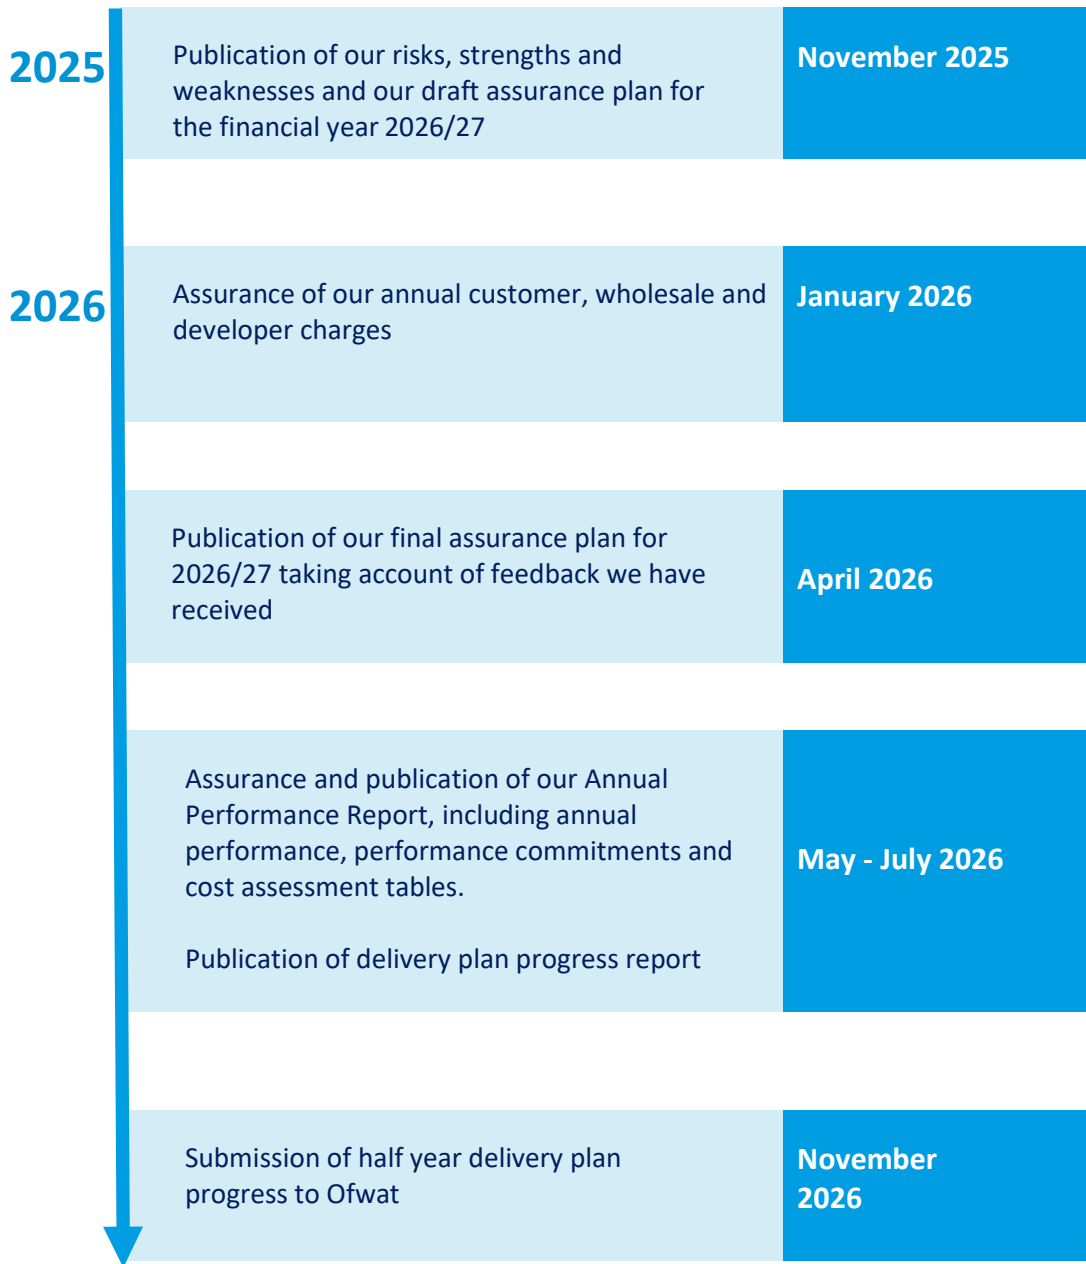 2025
Publication of our risks, strengths and
weaknesses and our draft assurance plan for
the financial year 2026/27
November 2025
2026
Assurance of our annual customer, wholesale and
developer charges
January 2026
Publication of our final assurance plan for
2026/27 taking account of feedback we have
received
April 2026
Assurance and publication of our Annual
Performance Report, including annual
performance, performance commitments and
cost assessment tables.
Publication of delivery plan progress report
May - July 2026
Submission of half year delivery plan
progress to Ofwat
November
2026